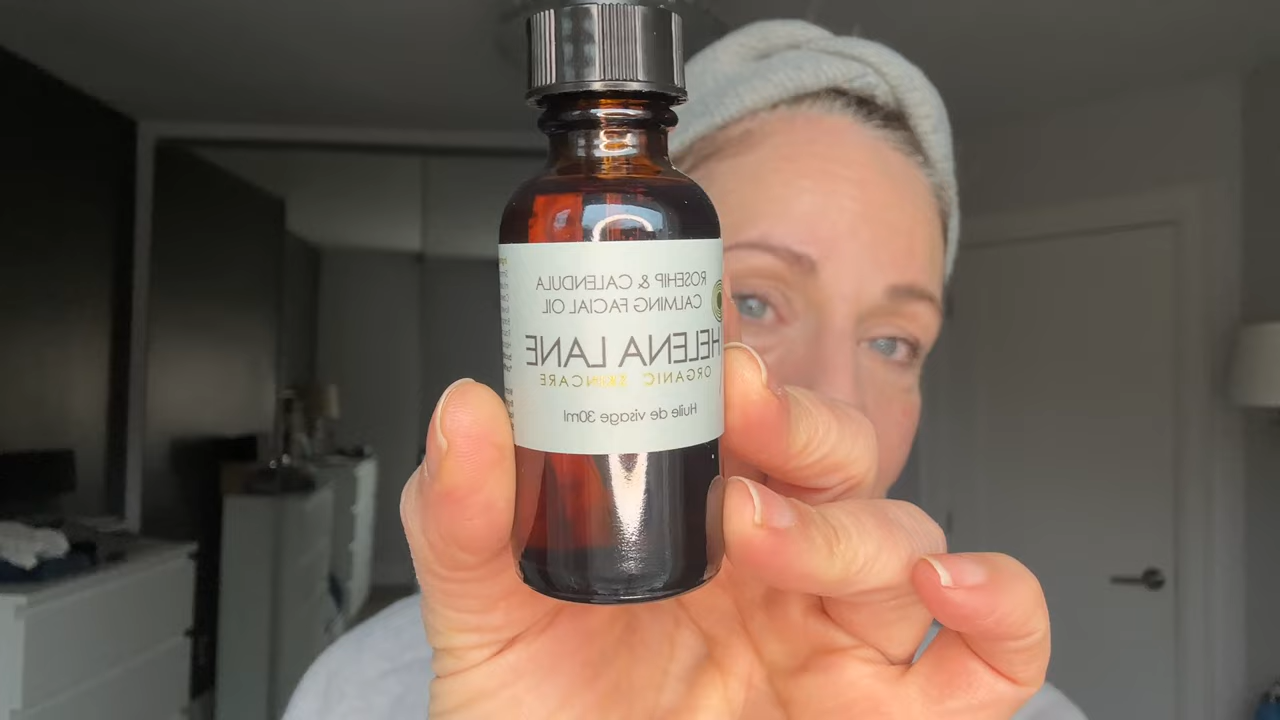 ROSEHIP & CALENDULA
CALMING FACIAL OIL
HELENA LANE
ORGANIC SKINCARE
Huile de visage 30ml